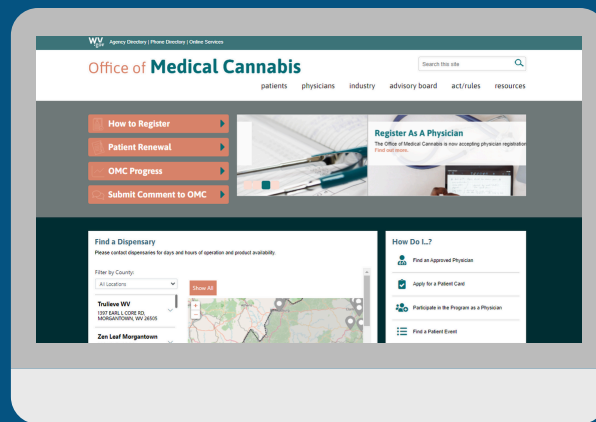 WV
.gov
Agency Directory | Phone Directory | Online Services
Office of Medical Cannabis
Search this site
patients physicians industry advisory board act/rules resources
How to Register
Patient Renewal
OMC Progress
Submit Comment to OMC
Register As A Physician
The Office of Medical Cannabis is now accepting physician registration
Find out more.
Find a Dispensary
Please contact dispensaries for days and hours of operation and product availability.
Filter by County:
All Locations
Show All
Trulieve WV
1397 EARL L CORE RD,
MORGANTOWN, WV 26505
Zen Leaf Morgantown
+
-
How Do I...?
Find an Approved Physician
Apply for a Patient Card
Participate in the Program as a Physician
Find a Patient Event